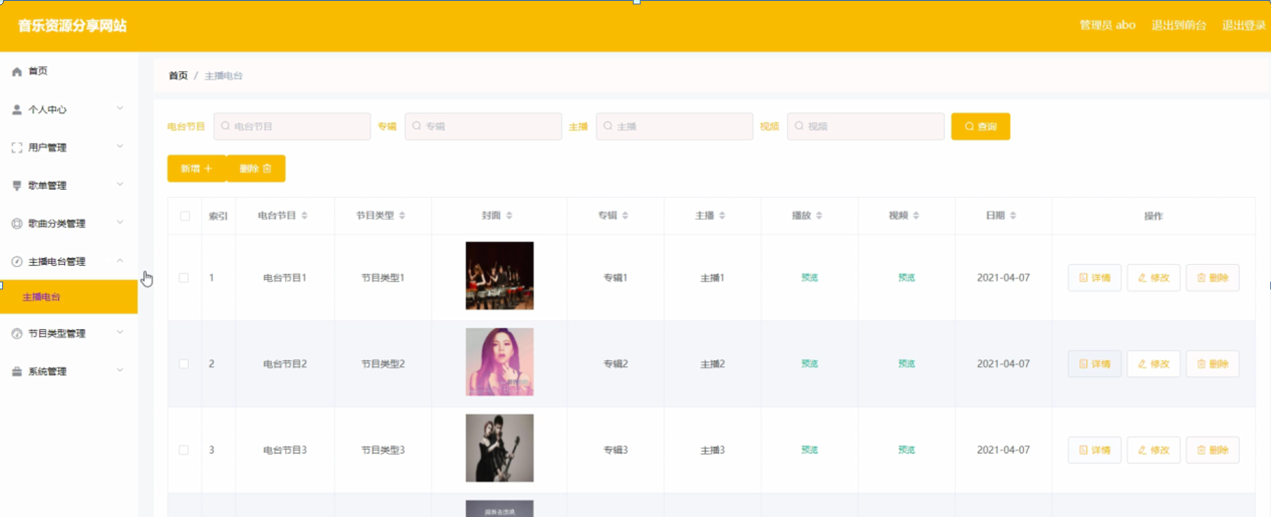 音乐资源分享网站
管理员 abo 退出到前台 退出登录
首页
个人中心
用户管理
歌单管理
歌曲分类管理
主播电台管理
主播电台
节目类型管理
系统管理
首页 / 主播电台
电台节目 电台节目 专辑 专辑 主播 主播 视频 视频 查询
新增 删除
索引 电台节目 节目类型 封面 专辑 主播 播放 视频 日期 操作
1 电台节目1 节目类型1 专辑1 主播1 预览 预览 2021-04-07 详情 修改 删除
2 电台节目2 节目类型2 专辑2 主播2 预览 预览 2021-04-07 详情 修改 删除
3 电台节目3 节目类型3 专辑3 主播3 预览 预览 2021-04-07 详情 修改 删除